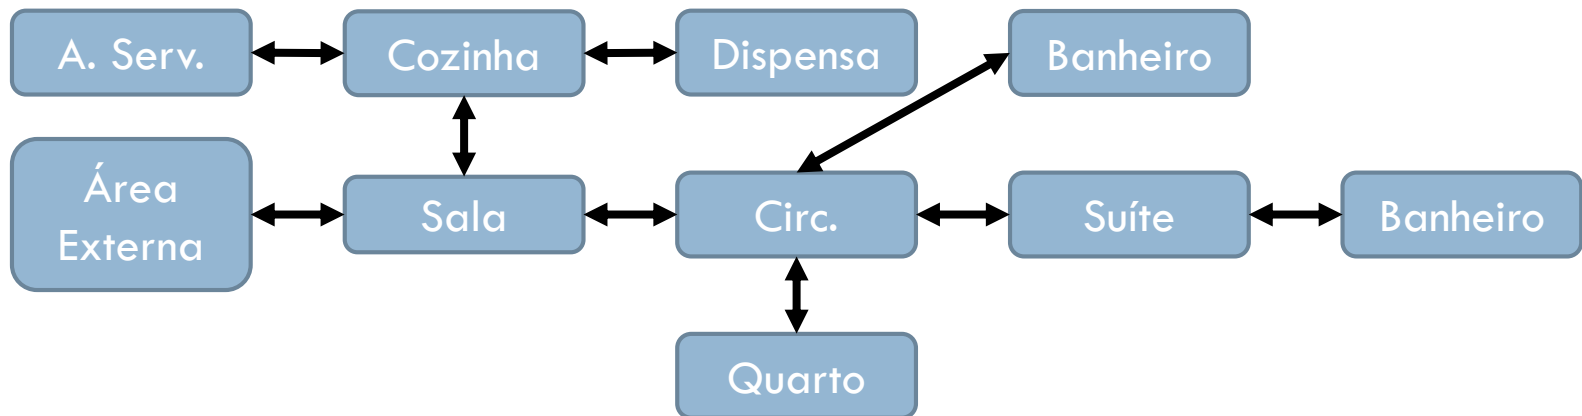 A. Serv.
Cozinha
Dispensa
Banheiro
Área
Externa
Sala
Circ.
Suíte
Banheiro
Quarto